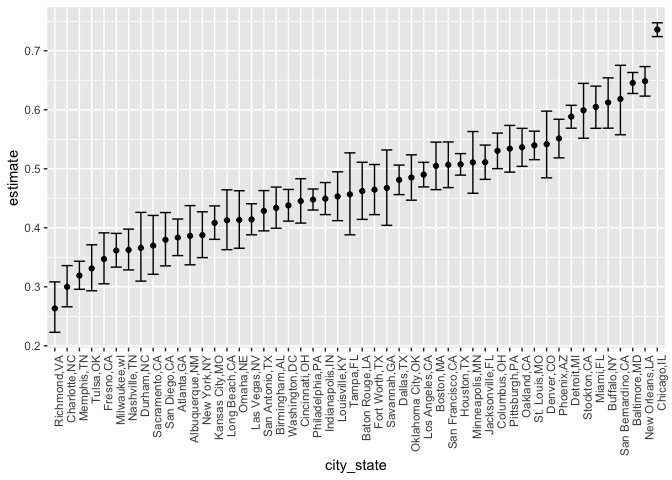 0.7
0.6
0.5
0.4
0.3
0.2
estimate
Richmond,VA
Charlotte,NC
Memphis,TN
Tulsa,OK
Fresno,CA
Milwaukee,wI
Nashville,TN
Durham,NC
Sacramento,CA
San Diego,CA
Atlanta,GA
Albuquerque,NM
New York,NY
Kansas City,MO
Long Beach,CA
Omaha,NE
Las Vegas,NV
San Antonio,TX
Birmingham,AL
Washington,DC
Cincinnati,OH
Philadelphia,PA
Indianapolis,IN
Louisville,KY
Tampa,FL
Baton Rouge,LA
Fort Worth,TX
Savannah,GA
Dallas,TX
Oklahoma City,OK
Los Angeles,CA
Boston,MA
San Francisco,CA
Houston,TX
Minneapolis,MN
Jacksonville,FL
Columbus,OH
Pittsburgh,PA
Oakland,CA
St. Louis,MO
Denver,CO
Phoenix,AZ
Detroit,MI
Stockton,CA
Miami,FL
Buffalo,NY
San Bernardino,CA
Baltimore,MD
New Orleans,LA
Chicago,IL
city_state